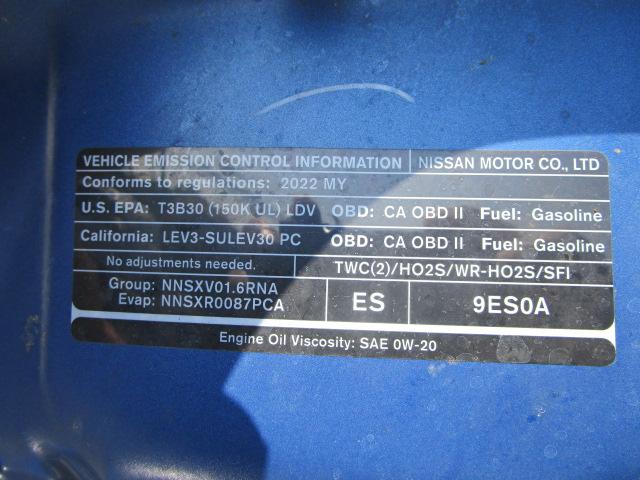 VEHICLE EMISSION CONTROL INFORMATION NISSAN MOTOR CO., LTD
Conforms to regulations: 2022 MY
U.S. EPA: T3B30 (150K UL) LDV OBD: CA OBD II Fuel: Gasoline
California: LEV3-SULEV30 PC OBD: CA OBD II Fuel: Gasoline
No adjustments needed. TWC(2)/HO2S/WR-HO2S/SFI
Group: NNSXV01.6RNA
Evap: NNSXR0087PCA
ES 9ES0A
Engine Oil Viscosity: SAE 0W-20